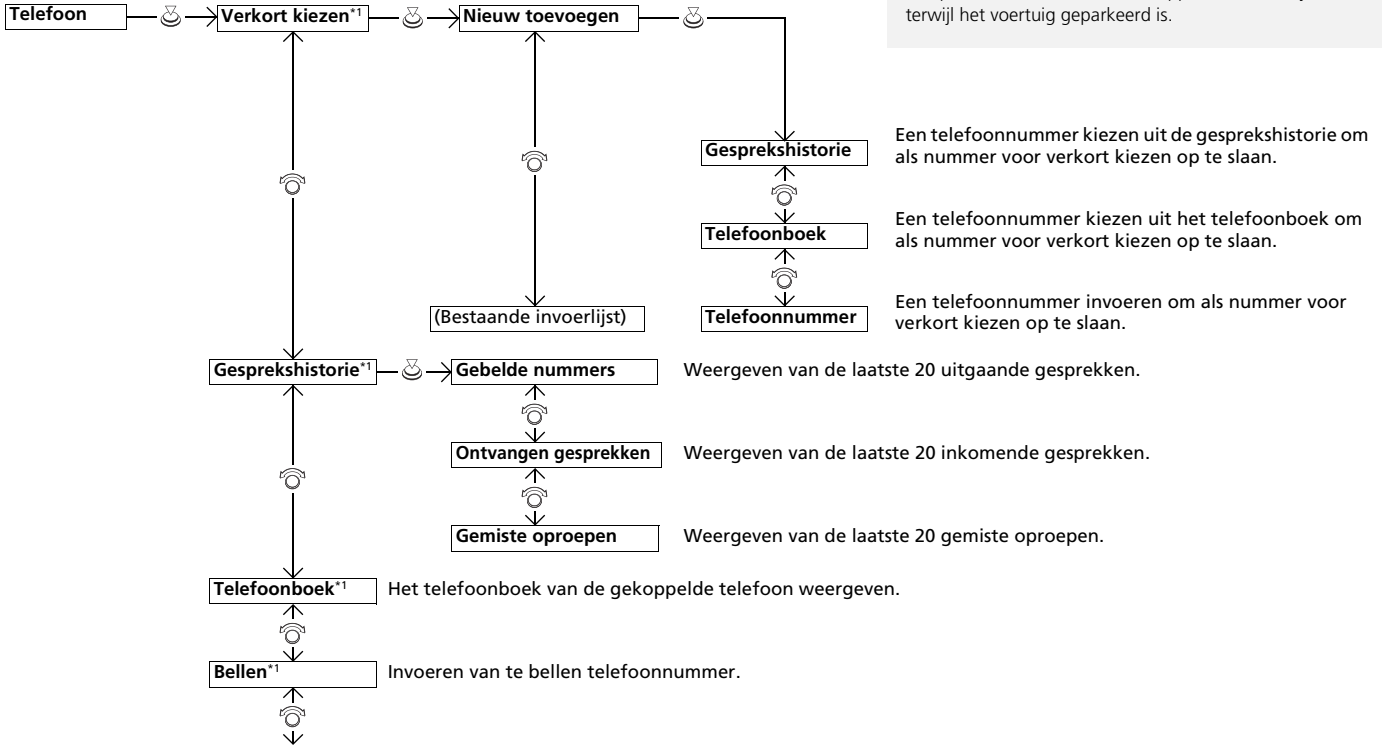 terwijl het voertuig geparkeerd is.
Telefoon
Verkort kiezen*1
Nieuw toevoegen
Gesprekshistorie
Een telefoonnummer kiezen uit de gesprekshistorie om
als nummer voor verkort kiezen op te slaan.
Telefoonboek
Een telefoonnummer kiezen uit het telefoonboek om
als nummer voor verkort kiezen op te slaan.
(Bestaande invoerlijst)
Telefoonnummer
Een telefoonnummer invoeren om als nummer voor
verkort kiezen op te slaan.
Gesprekshistorie*1
Gebelde nummers
Weergeven van de laatste 20 uitgaande gesprekken.
Ontvangen gesprekken
Weergeven van de laatste 20 inkomende gesprekken.
Gemiste oproepen
Weergeven van de laatste 20 gemiste oproepen.
Telefoonboek*1
Het telefoonboek van de gekoppelde telefoon weergeven.
Bellen*1
Invoeren van te bellen telefoonnummer.